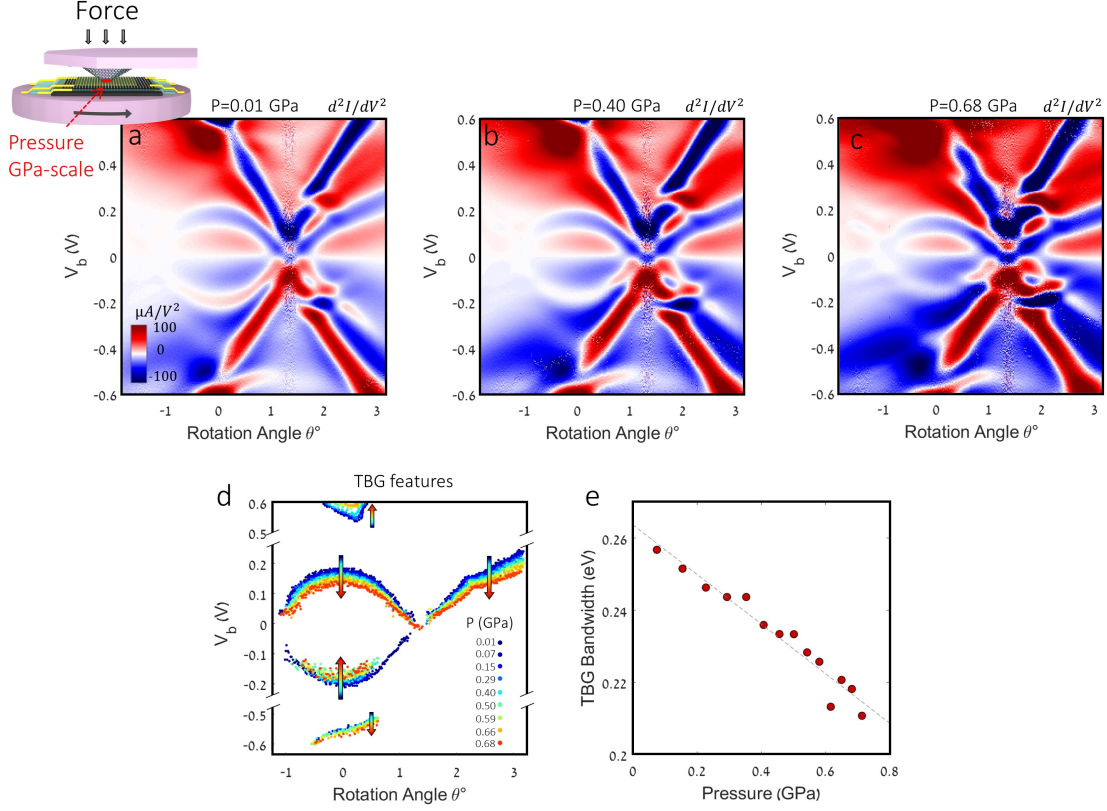 Force
Pressure
GPa-scale
a
P=0.01 GPa
d²I/dV²
V_b (V)
0.6
0.4
0.2
0
-0.2
-0.4
-0.6
μA/V²
100
0
-100
-1 0 1 2 3
Rotation Angle θ°
b
P=0.40 GPa
d²I/dV²
V_b (V)
0.6
0.4
0.2
0
-0.2
-0.4
-0.6
-1 0 1 2 3
Rotation Angle θ°
c
P=0.68 GPa
d²I/dV²
V_b (V)
0.6
0.4
0.2
0
-0.2
-0.4
-0.6
-1 0 1 2 3
Rotation Angle θ°
d
TBG features
V_b (V)
0.6
0.5
0.2
0.1
0
-0.1
-0.2
-0.5
-0.6
P (GPa)
0.01
0.07
0.15
0.29
0.40
0.50
0.59
0.66
0.68
-1 0 1 2 3
Rotation Angle θ°
e
TBG Bandwidth (eV)
0.26
0.24
0.22
0.2
0 0.2 0.4 0.6 0.8
Pressure (GPa)